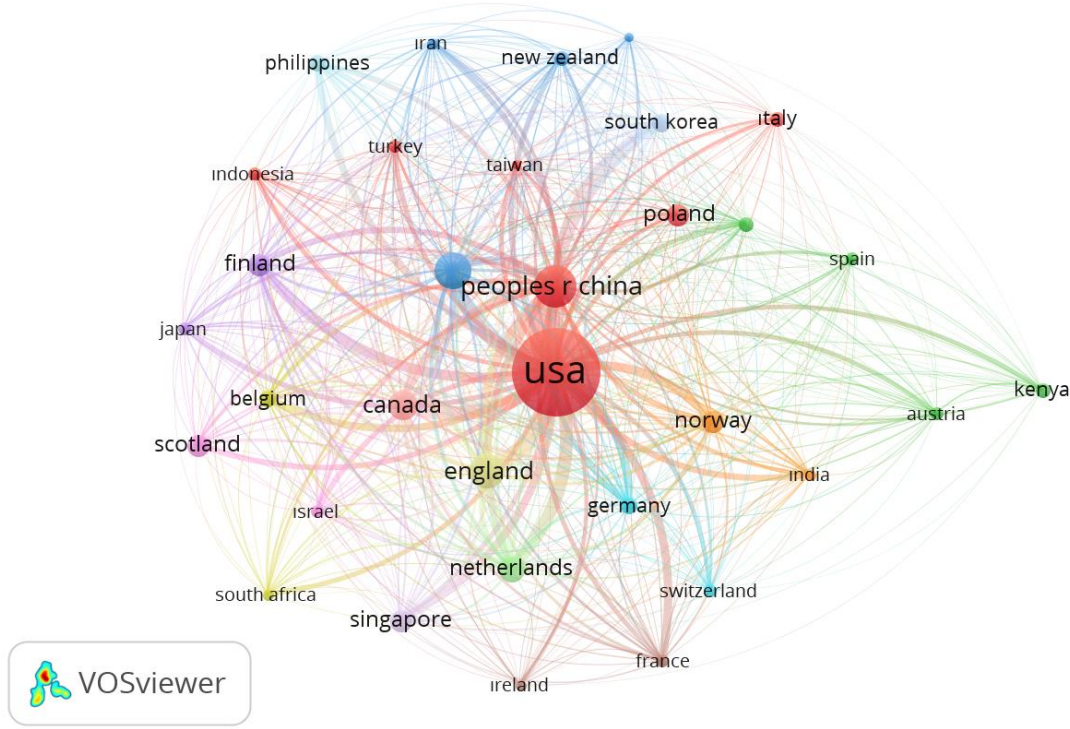 iran
philippines
new zealand
south korea
italy
turkey
taiwan
indonesia
poland
finland
spain
peoples r china
japan
usa
kenya
belgium
canada
norway
austria
scotland
england
india
israel
germany
netherlands
switzerland
south africa
singapore
france
ireland
VOSviewer